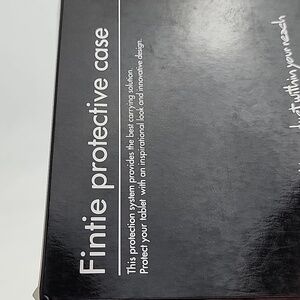 Fintie protective case
This protection system provides the best carrying solution.
Protect your tablet with an inspirational look and innovative design.
within your reach